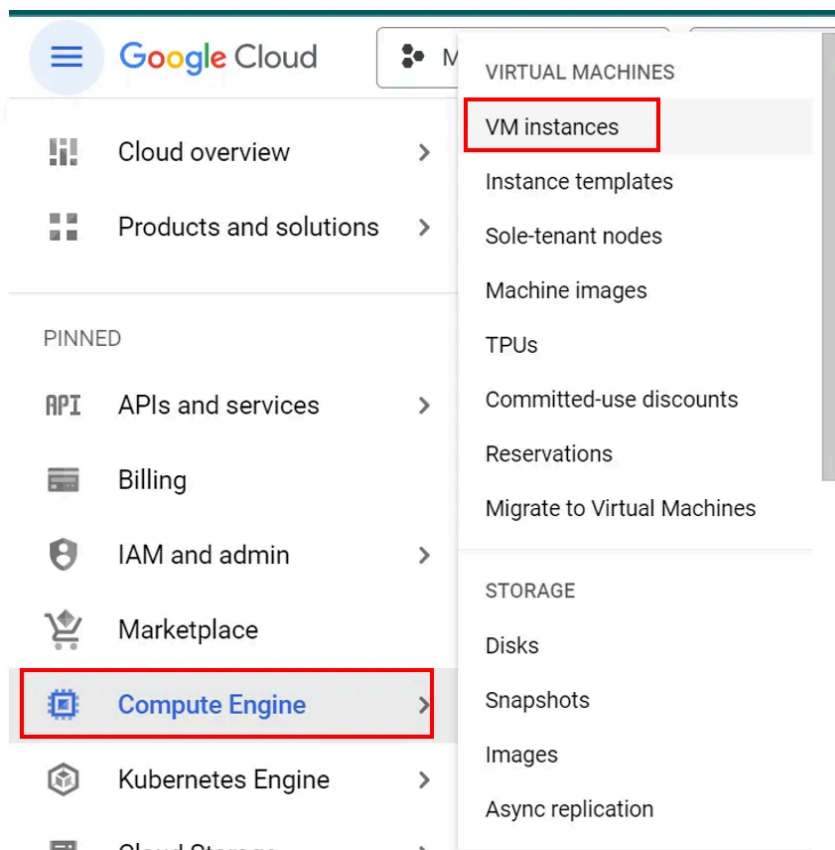 Google Cloud
M
Cloud overview
Products and solutions
PINNED
API APIs and services
Billing
IAM and admin
Marketplace
Compute Engine
Kubernetes Engine
Cloud Storage
VIRTUAL MACHINES
VM instances
Instance templates
Sole-tenant nodes
Machine images
TPUs
Committed-use discounts
Reservations
Migrate to Virtual Machines
STORAGE
Disks
Snapshots
Images
Async replication